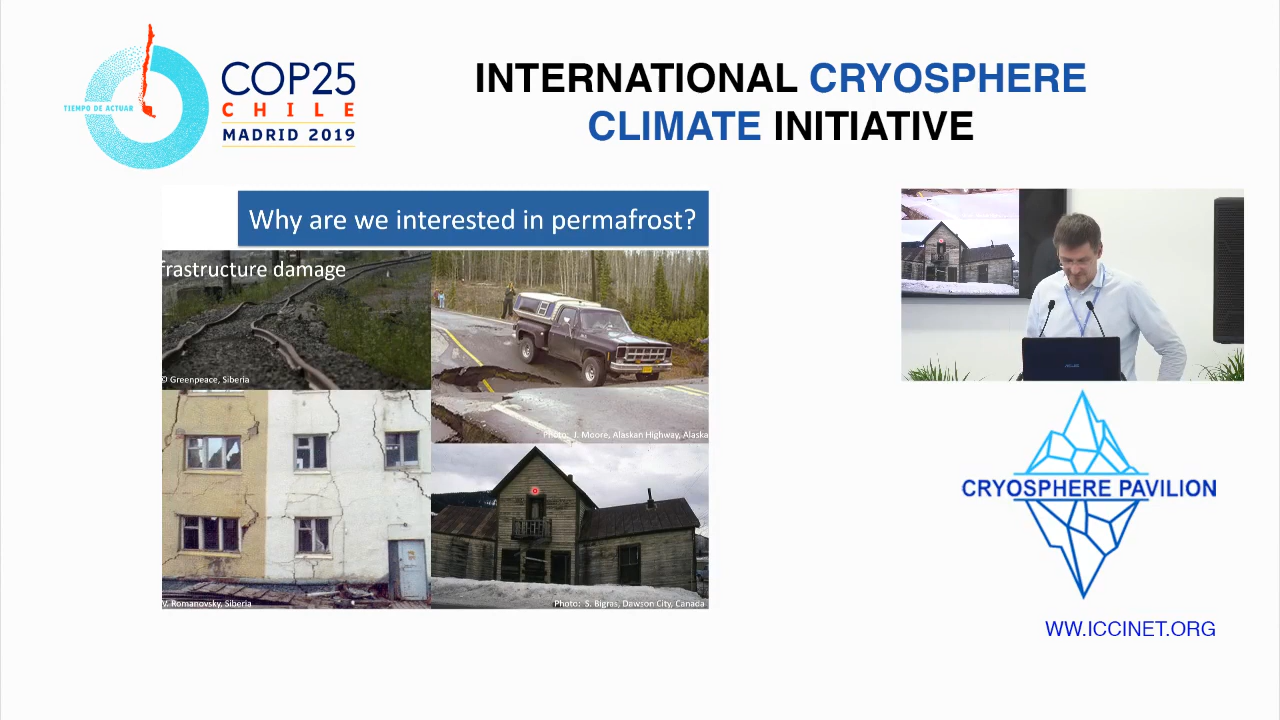 TIEMPO DE ACTUAR
COP25
CHILE
MADRID 2019
INTERNATIONAL CRYOSPHERE
CLIMATE INITIATIVE
Why are we interested in permafrost?
frastructure damage
© Greenpeace, Siberia
Photo: J. Moore, Alaskan Highway, Alaska
V. Romanovsky, Siberia
Photo: S. Bigras, Dawson City, Canada
CRYOSPHERE PAVILION
WW.ICCINET.ORG